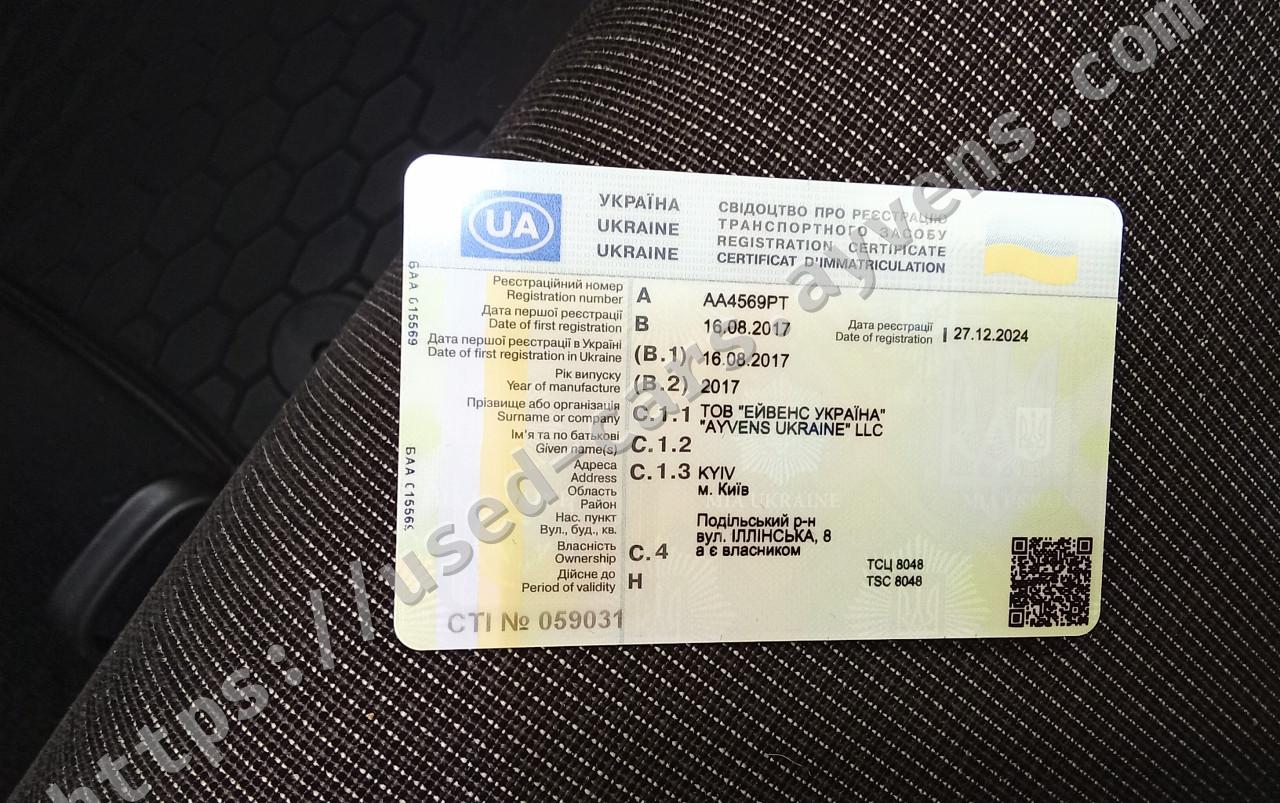 UA
УКРАЇНА
UKRAINE
UKRAINE
СВІДОЦТВО ПРО РЕЄСТРАЦІЮ
ТРАНСПОРТНОГО ЗАСОБУ
REGISTRATION CERTIFICATE
CERTIFICAT D'IMMATRICULATION
Реєстраційний номер
Registration number
A
AA4569PT
Дата першої реєстрації
Date of first registration
B
16.08.2017
Дата реєстрації
Date of registration
I 27.12.2024
Дата першої реєстрації в Україні
Date of first registration in Ukraine
(B.1)
16.08.2017
Рік випуску
Year of manufacture
(B.2)
2017
Прізвище або організація
Surname or company
C.1.1
ТОВ "ЕЙВЕНС УКРАЇНА"
"AYVENS UKRAINE" LLC
Ім'я та по батькові
Given name(s)
C.1.2
Адреса
Address
C.1.3
KYIV
м. Київ
Область
Район
Нас. пункт
Вул., буд., кв.
Подільський р-н
вул. ІЛЛІНСЬКА, 8
Власність
Ownership
C.4
а є власником
Дійсне до
Period of validity
H
ТСЦ 8048
TSC 8048
СТІ № 059031
БАА 015569
БАА 015569
https://used-cars.ayvens.com